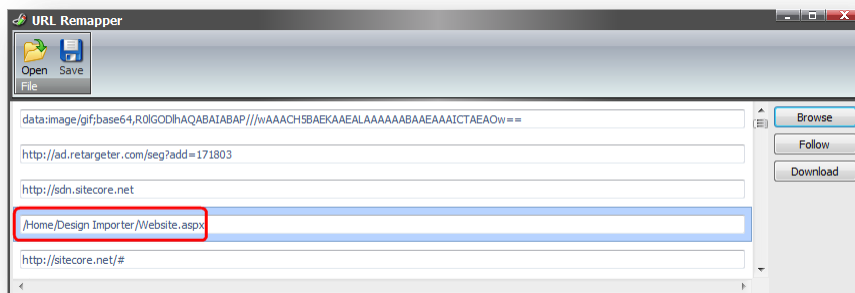 URL Remapper
Open Save
File
data:image/gif;base64,R0lGODlhAQABAIABAP///wAAACH5BAEKAAEALAAAAAABAAEAAAICTAEAOw==
http://ad.retargeter.com/seg?add=171803
http://sdn.sitecore.net
/Home/Design Importer/Website.aspx
http://sitecore.net/#
Browse
Follow
Download